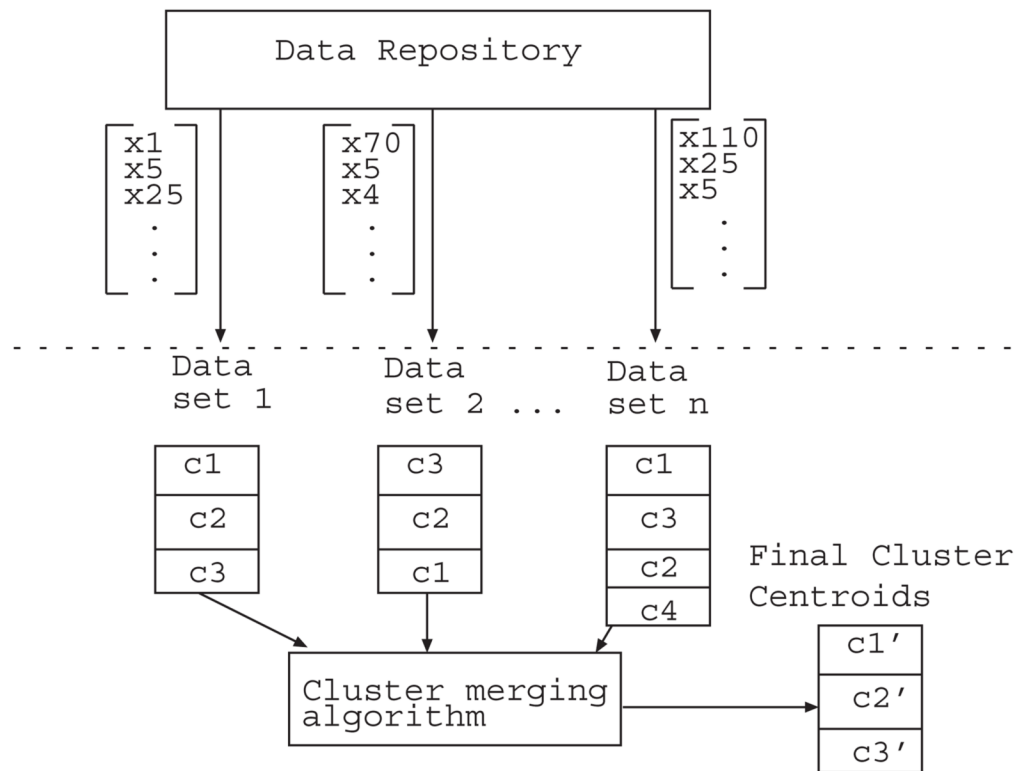 Data Repository
x1
x5
x25
.
.
.
x70
x5
x4
.
.
.
x110
x25
x5
.
.
.
Data
set 1
Data
set 2 ...
Data
set n
c1
c2
c3
c3
c2
c1
c1
c3
c2
c4
Cluster merging
algorithm
Final Cluster
Centroids
c1’
c2’
c3’